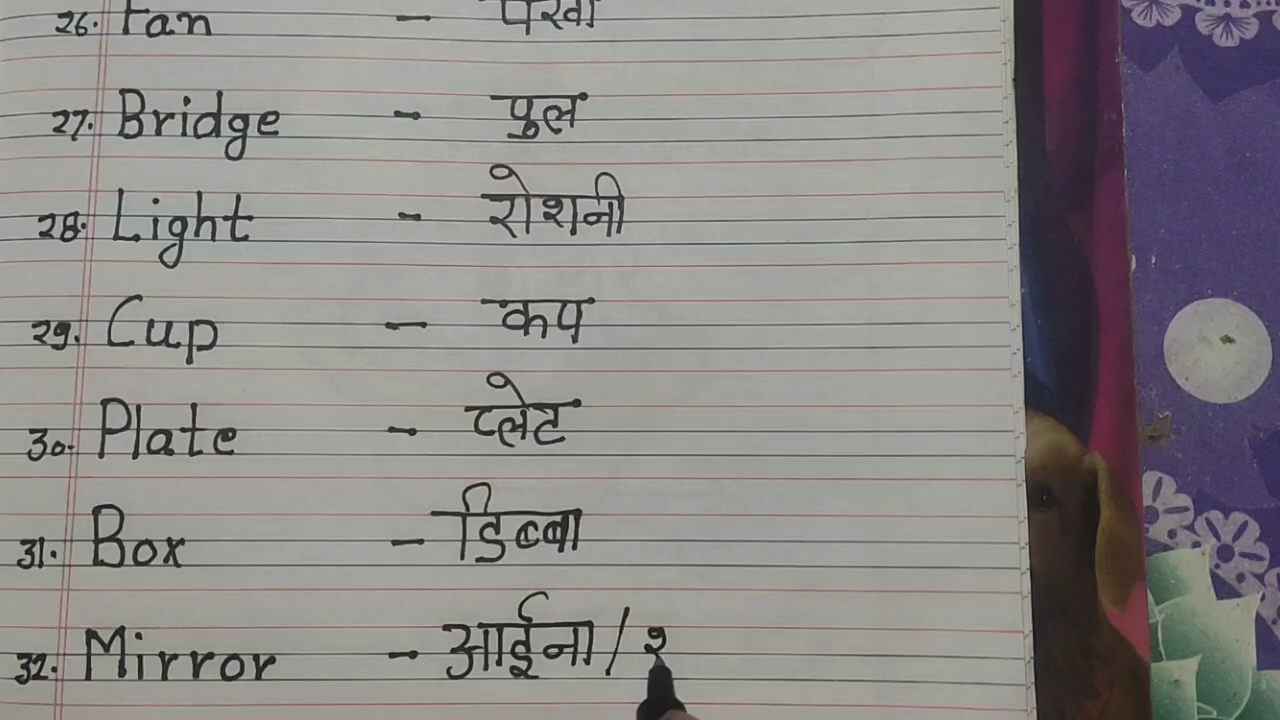 26. Fan - पंखा
27. Bridge - पुल
28. Light - रोशनी
29. Cup - कप
30. Plate - प्लेट
31. Box - डिब्बा
32. Mirror - आईना /